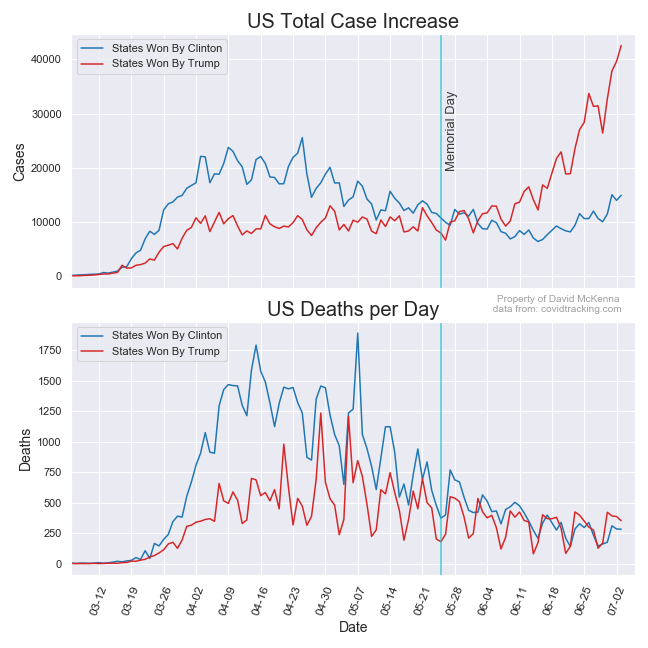 US Total Case Increase
States Won By Clinton
States Won By Trump
40000
30000
20000
10000
0
Cases
Memorial Day
Property of David McKenna
data from: covidtracking.com
US Deaths per Day
States Won By Clinton
States Won By Trump
1750
1500
1250
1000
750
500
250
0
Deaths
03-12 03-19 03-26 04-02 04-09 04-16 04-23 04-30 05-07 05-14 05-21 05-28 06-04 06-11 06-18 06-25 07-02
Date